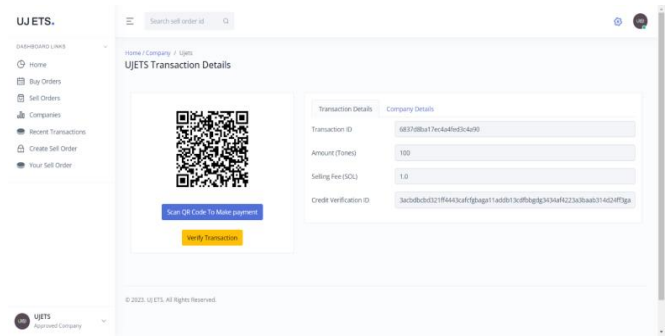 UJ ETS.
Search sell order id
DASHBOARD LINKS
Home
Buy Orders
Sell Orders
Companies
Recent Transactions
Create Sell Order
Your Sell Order
Home / Company / Ujets
UJETS Transaction Details
Scan QR Code To Make payment
Verify Transaction
Transaction Details
Company Details
Transaction ID
6837d8ba17ec4a4fed3c4a90
Amount (Tones)
100
Selling Fee (SOL)
1.0
Credit Verification ID
© 2023. UJ ETS, All Rights Reserved.
UJETS
Approved Company